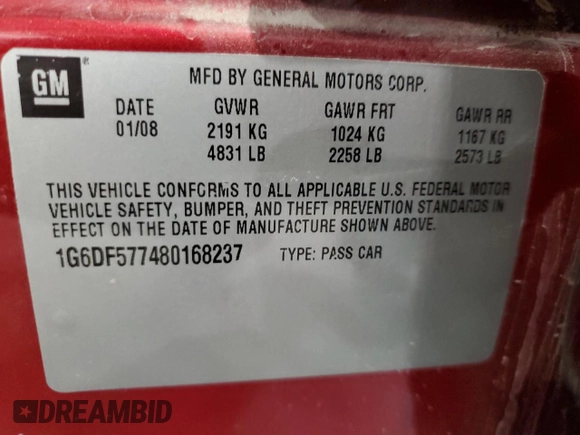 GM ®
MFD BY GENERAL MOTORS CORP.
DATE GVWR GAWR FRT GAWR RR
01/08 2191 KG 1024 KG 1167 KG
4831 LB 2258 LB 2573 LB
THIS VEHICLE CONFORMS TO ALL APPLICABLE U.S. FEDERAL MOTOR
VEHICLE SAFETY, BUMPER, AND THEFT PREVENTION STANDARDS IN
EFFECT ON THE DATE OF MANUFACTURE SHOWN ABOVE.
1G6DF577480168237 TYPE: PASS CAR
DREAMBID